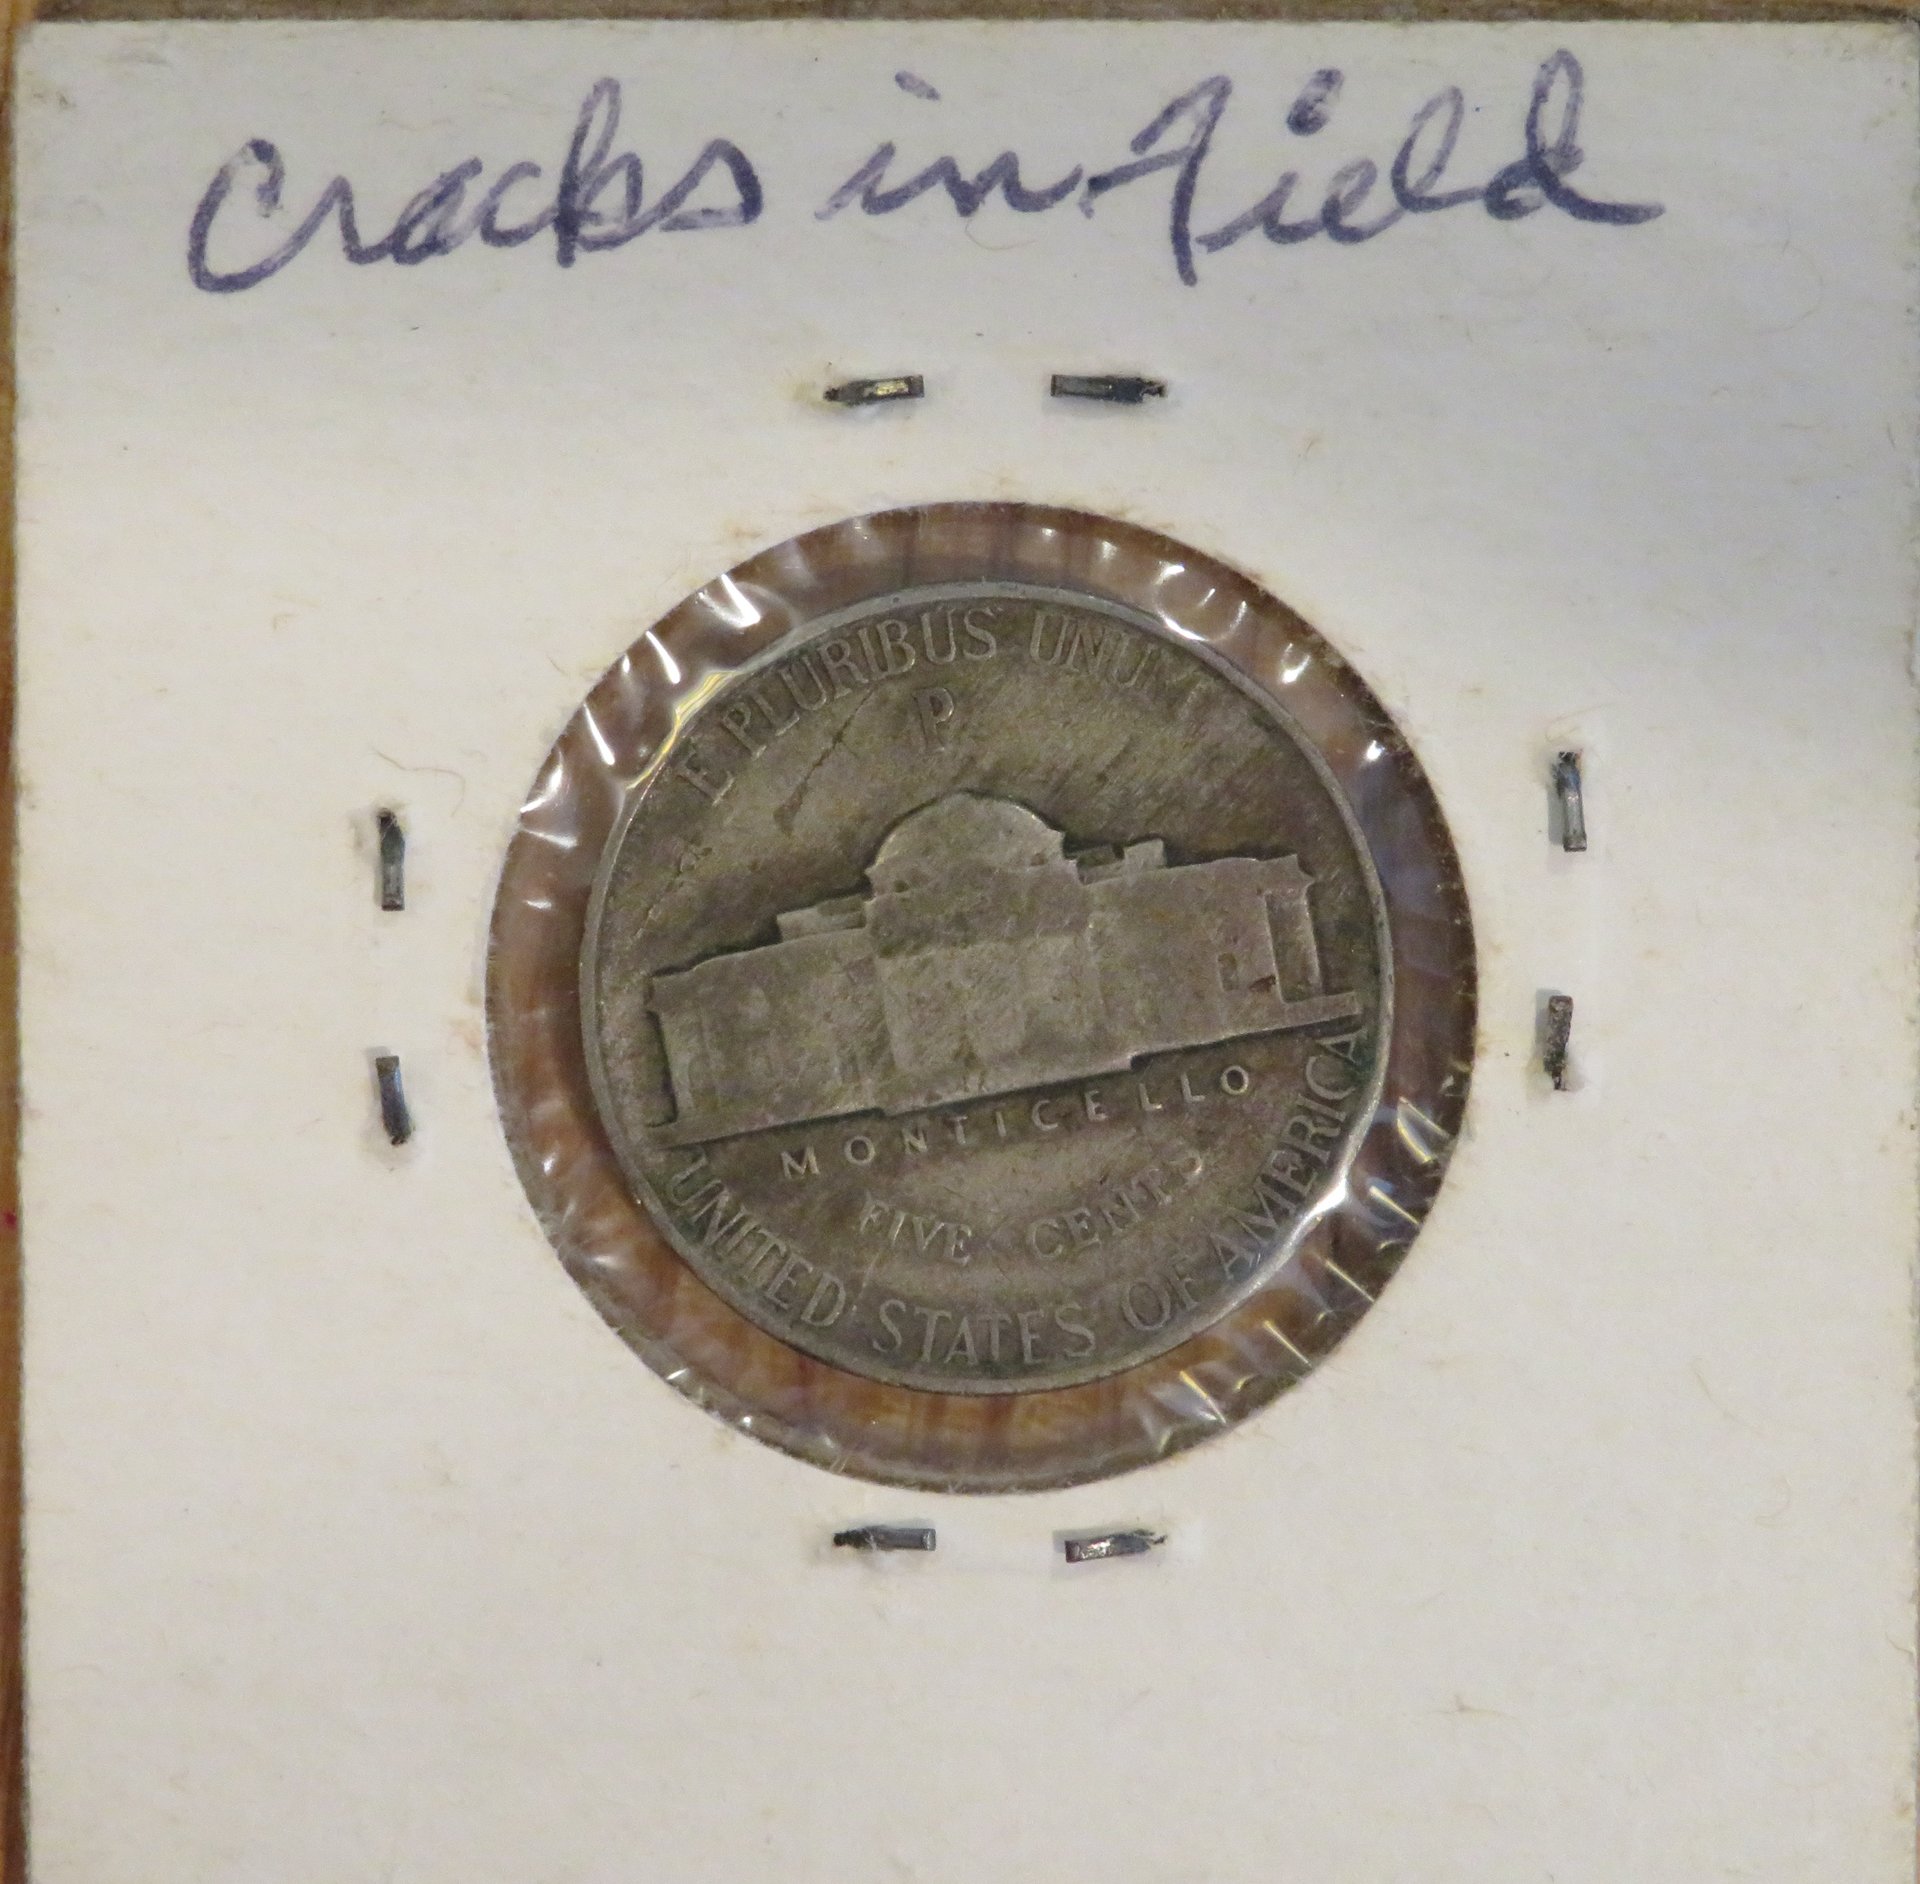 cracks in field
E PLURIBUS UNUM
P
MONTICELLO
FIVE CENTS
UNITED STATES OF AMERICA